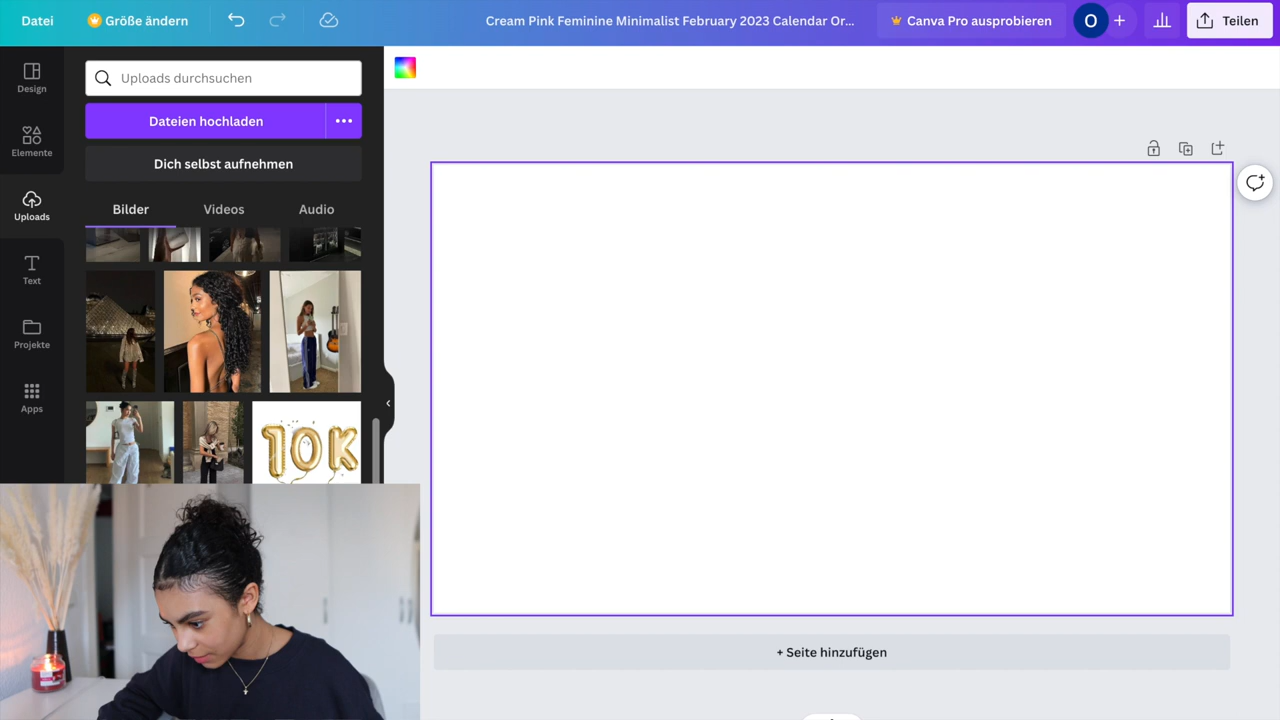 Datei
Größe ändern
Cream Pink Feminine Minimalist February 2023 Calendar Or...
Canva Pro ausprobieren
O
Teilen
Design
Elemente
Uploads
Text
Projekte
Apps
Uploads durchsuchen
Dateien hochladen
Dich selbst aufnehmen
Bilder
Videos
Audio
10K
+ Seite hinzufügen